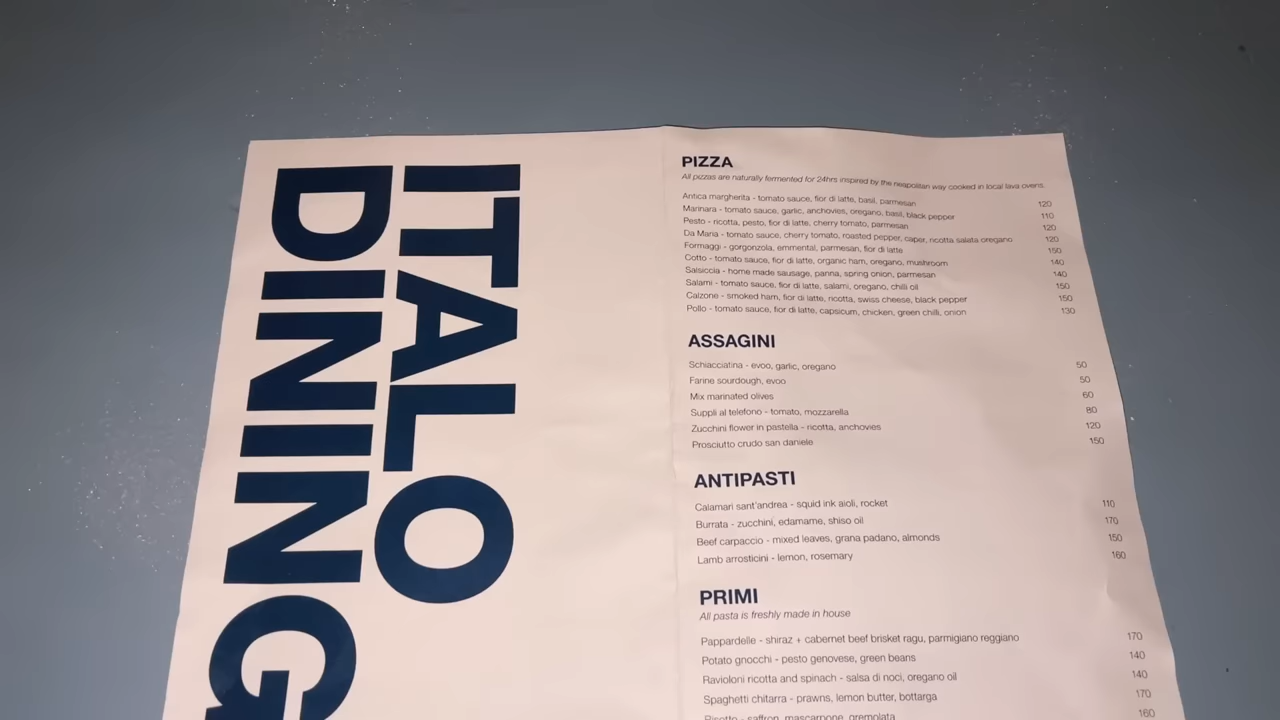 ITALO
DINING
PIZZA
All pizzas are naturally fermented for 24hrs inspired by the neapolitan way cooked in local lava ovens.
Antica margherita - tomato sauce, fior di latte, basil, parmesan 120
Marinara - tomato sauce, garlic, anchovies, oregano, basil, black pepper 110
Pesto - ricotta, pesto, fior di latte, cherry tomato, parmesan 120
Da Maria - tomato sauce, cherry tomato, roasted pepper, caper, ricotta salata oregano 120
Formaggi - gorgonzola, emmental, parmesan, fior di latte 150
Cotto - tomato sauce, fior di latte, organic ham, oregano, mushroom 140
Salsiccia - home made sausage, panna, spring onion, parmesan 140
Salami - tomato sauce, fior di latte, salami, oregano, chilli oil 150
Calzone - smoked ham, fior di latte, ricotta, swiss cheese, black pepper 150
Pollo - tomato sauce, fior di latte, capsicum, chicken, green chilli, onion 130
ASSAGINI
Schiacciatina - evoo, garlic, oregano 50
Farine sourdough, evoo 50
Mix marinated olives 60
Suppli al telefono - tomato, mozzarella 80
Zucchini flower in pastella - ricotta, anchovies 120
Prosciutto crudo san daniele 150
ANTIPASTI
Calamari sant'andrea - squid ink aioli, rocket 110
Burrata - zucchini, edamame, shiso oil 170
Beef carpaccio - mixed leaves, grana padano, almonds 150
Lamb arrosticini - lemon, rosemary 160
PRIMI
All pasta is freshly made in house
Pappardelle - shiraz + cabernet beef brisket ragu, parmigiano reggiano 170
Potato gnocchi - pesto genovese, green beans 140
Ravioloni ricotta and spinach - salsa di noci, oregano oil 140
Spaghetti chitarra - prawns, lemon butter, bottarga 170
Risotto - saffron, mascarpone, gremolata 160